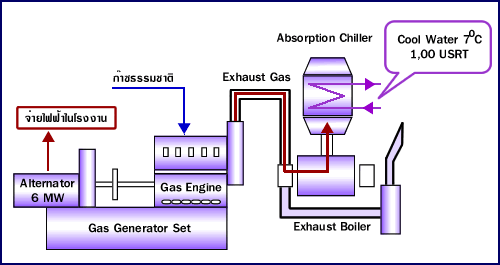 Absorption Chiller
Cool Water 7⁰C
1,00 USRT
ก๊าซธรรมชาติ
Exhaust Gas
จ่ายไฟฟ้าในโรงงาน
Alternator
6 MW
Gas Engine
Gas Generator Set
Exhaust Boiler